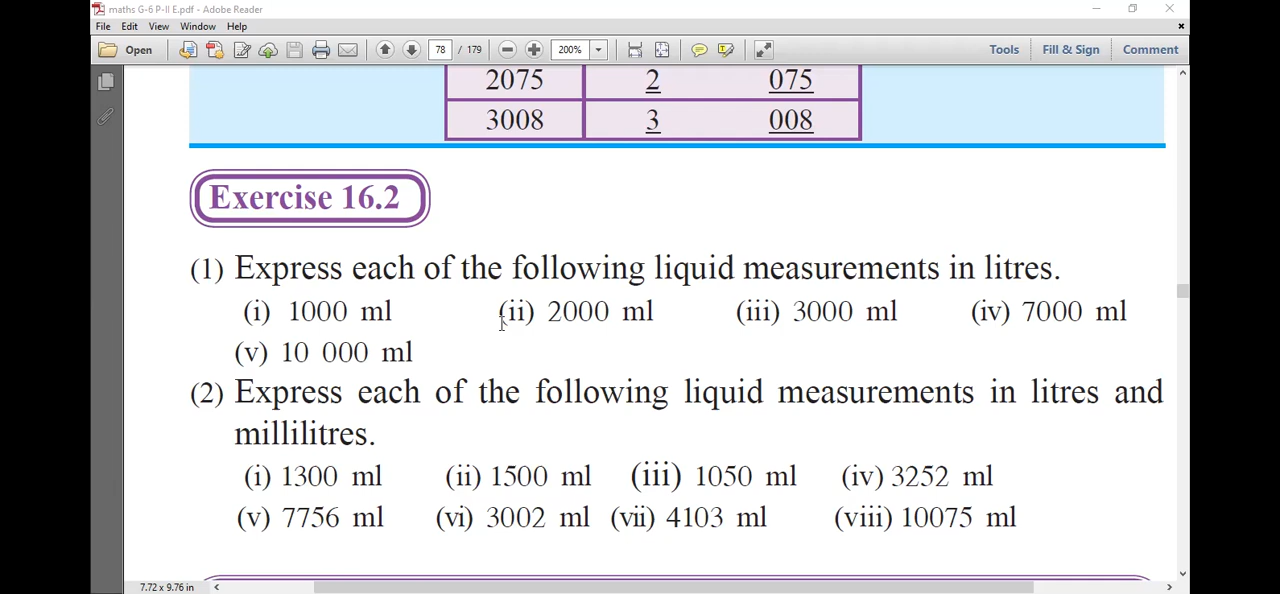 maths G-6 P-II E.pdf - Adobe Reader
File Edit View Window Help
Open 78 / 179 200% Tools Fill & Sign Comment
2075 2 075
3008 3 008
Exercise 16.2
(1) Express each of the following liquid measurements in litres.
(i) 1000 ml (ii) 2000 ml (iii) 3000 ml (iv) 7000 ml
(v) 10 000 ml
(2) Express each of the following liquid measurements in litres and
millilitres.
(i) 1300 ml (ii) 1500 ml (iii) 1050 ml (iv) 3252 ml
(v) 7756 ml (vi) 3002 ml (vii) 4103 ml (viii) 10075 ml
7.72 x 9.76 in